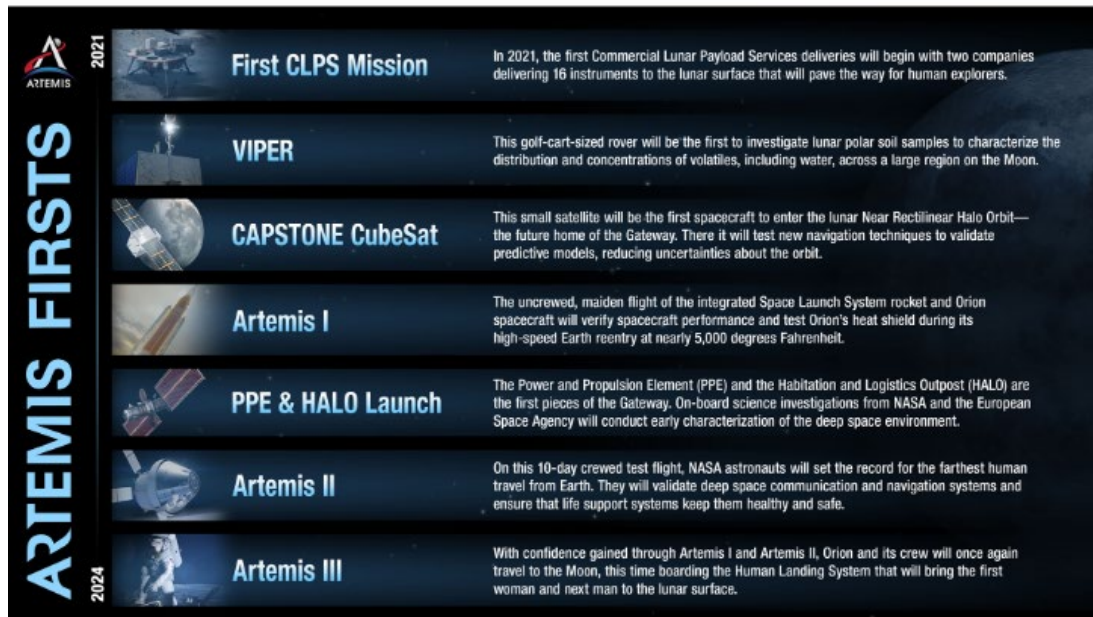 ARTEMIS
ARTEMIS FIRSTS
2021
2024
First CLPS Mission
In 2021, the first Commercial Lunar Payload Services deliveries will begin with two companies
delivering 16 instruments to the lunar surface that will pave the way for human explorers.
VIPER
This golf-cart-sized rover will be the first to investigate lunar polar soil samples to characterize the
distribution and concentrations of volatiles, including water, across a large region on the Moon.
CAPSTONE CubeSat
This small satellite will be the first spacecraft to enter the lunar Near Rectilinear Halo Orbit—
the future home of the Gateway. There it will test new navigation techniques to validate
predictive models, reducing uncertainties about the orbit.
Artemis I
The uncrewed, maiden flight of the integrated Space Launch System rocket and Orion
spacecraft will verify spacecraft performance and test Orion's heat shield during its
high-speed Earth reentry at nearly 5,000 degrees Fahrenheit.
PPE & HALO Launch
The Power and Propulsion Element (PPE) and the Habitation and Logistics Outpost (HALO) are
the first pieces of the Gateway. On-board science investigations from NASA and the European
Space Agency will conduct early characterization of the deep space environment.
Artemis II
On this 10-day crewed test flight, NASA astronauts will set the record for the farthest human
travel from Earth. They will validate deep space communication and navigation systems and
ensure that life support systems keep them healthy and safe.
Artemis III
With confidence gained through Artemis I and Artemis II, Orion and its crew will once again
travel to the Moon, this time boarding the Human Landing System that will bring the first
woman and next man to the lunar surface.